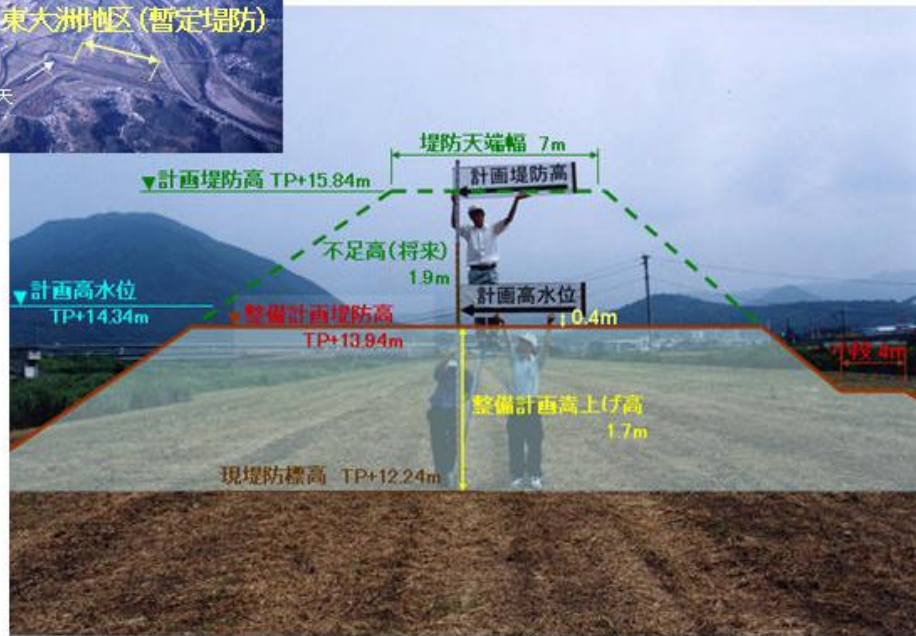 東大洲地区(暫定堤防)
天
堤防天端幅 7m
▼計画堤防高 TP+15.84m
計画堤防高
不足高(将来)
1.9m
▼計画高水位
TP+14.34m
計画高水位
0.4m
整備計画堤防高
TP+13.94m
小段 4m
整備計画嵩上げ高
1.7m
現堤防標高 TP+12.24m